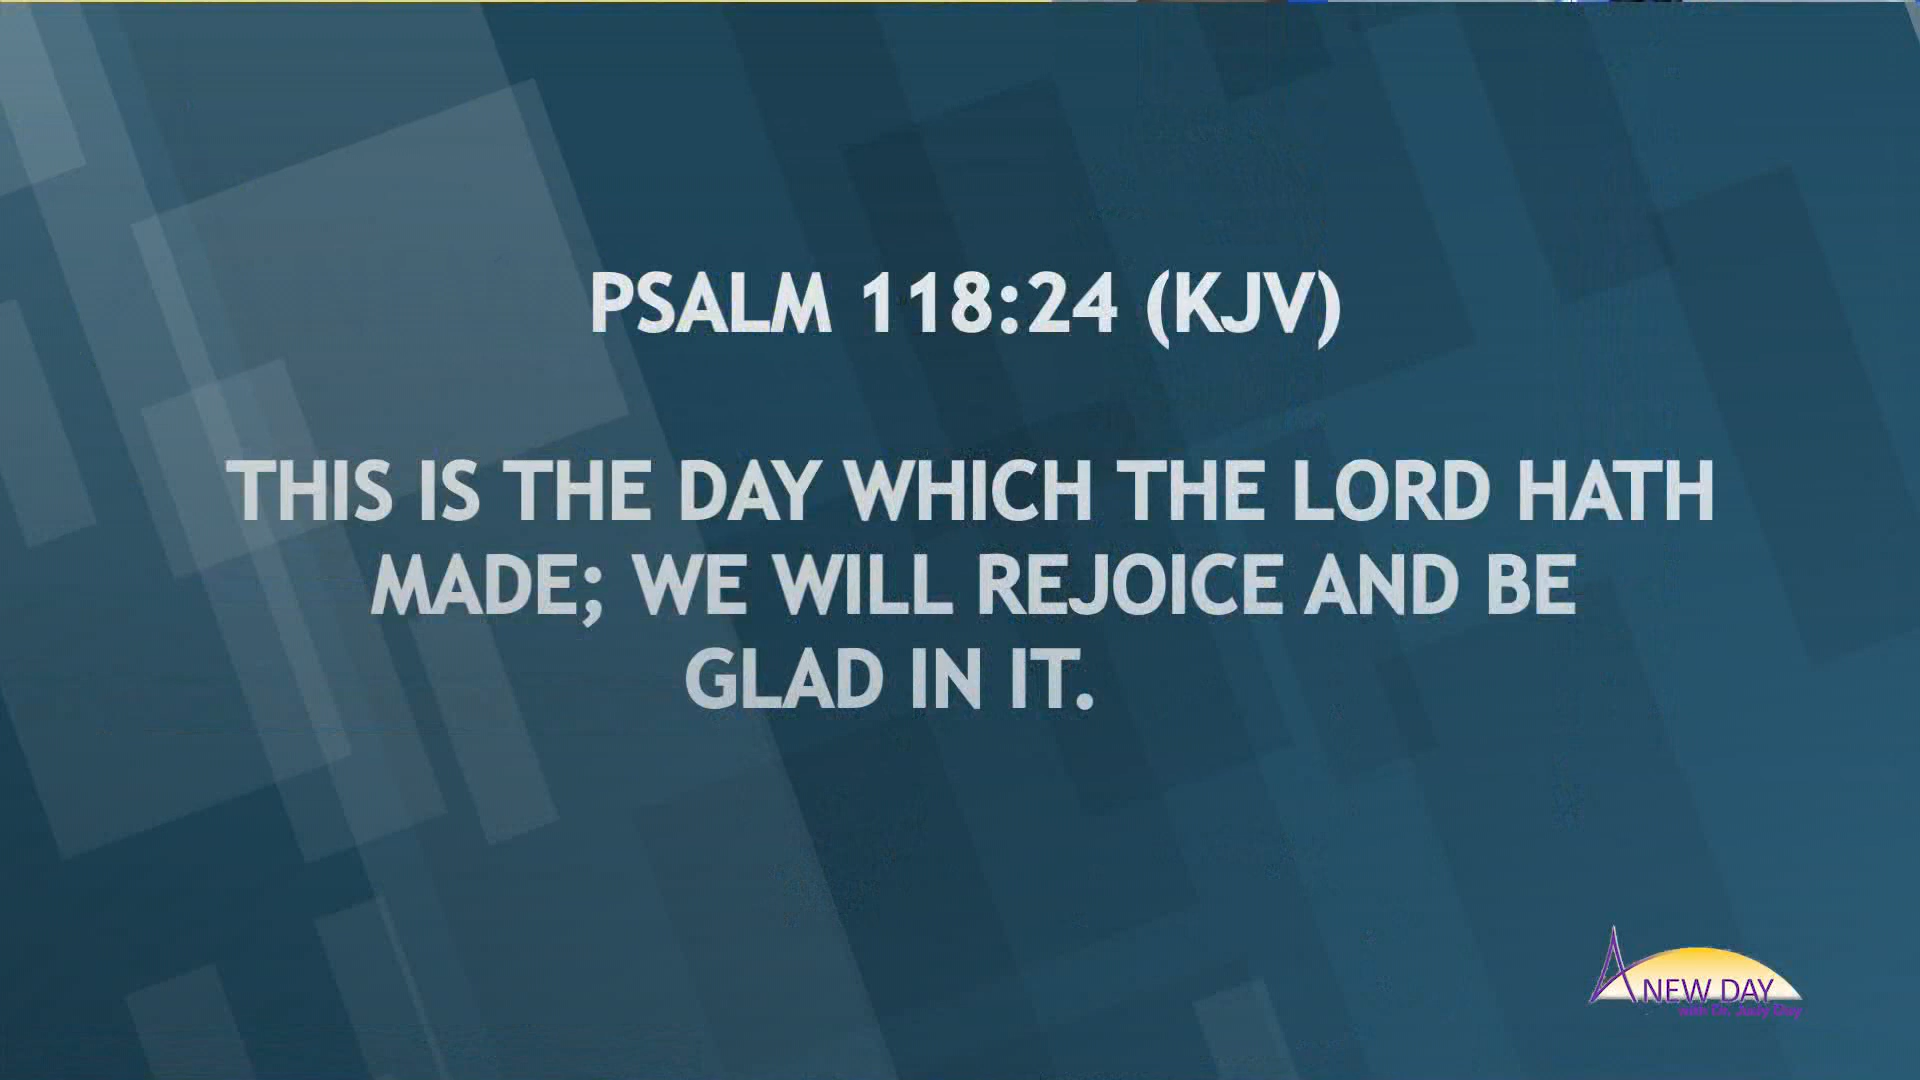 PSALM 118:24 (KJV)
THIS IS THE DAY WHICH THE LORD HATH
MADE; WE WILL REJOICE AND BE
GLAD IN IT.
A NEW DAY